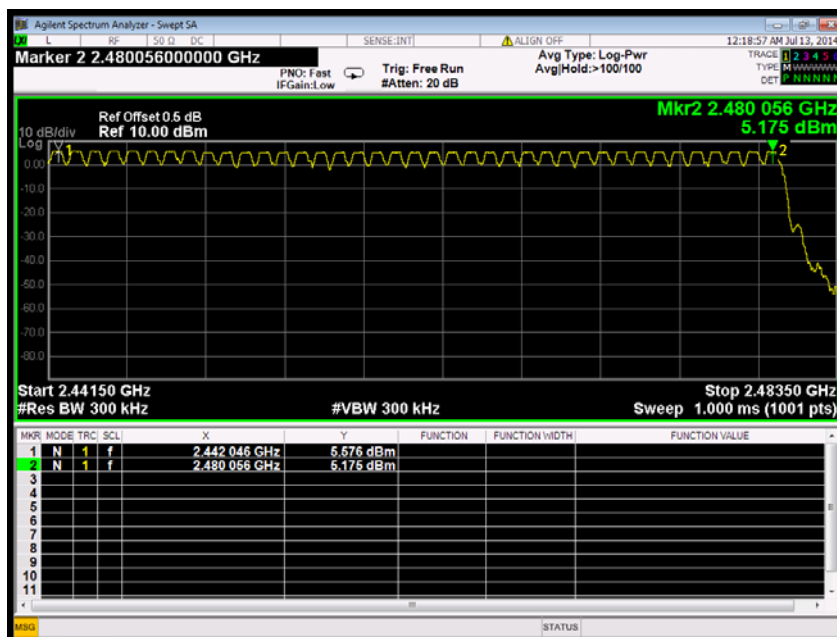 Agilent Spectrum Analyzer - Swept SA
LXI L RF 50 Ω DC SENSE:INT ALIGN OFF 12:18:57 AM Jul 13, 2014
Marker 2 2.480056000000 GHz
PNO: Fast
IFGain:Low
Trig: Free Run
#Atten: 20 dB
Avg Type: Log-Pwr
Avg|Hold:>100/100
TRACE 1 2 3 4 5 6
TYPE M
DET P N N N N N
Mkr2 2.480 056 GHz
5.175 dBm
Ref Offset 0.5 dB
10 dB/div Ref 10.00 dBm
Log
1
2
0.00
-10.0
-20.0
-30.0
-40.0
-50.0
-60.0
-70.0
-80.0
Start 2.44150 GHz Stop 2.48350 GHz
#Res BW 300 kHz #VBW 300 kHz Sweep 1.000 ms (1001 pts)
MKR MODE TRC SCL X Y FUNCTION FUNCTION WIDTH FUNCTION VALUE
1 N 1 f 2.442 046 GHz 5.576 dBm
2 N 1 f 2.480 056 GHz 5.175 dBm
3
4
5
6
7
8
9
10
11
MSG STATUS